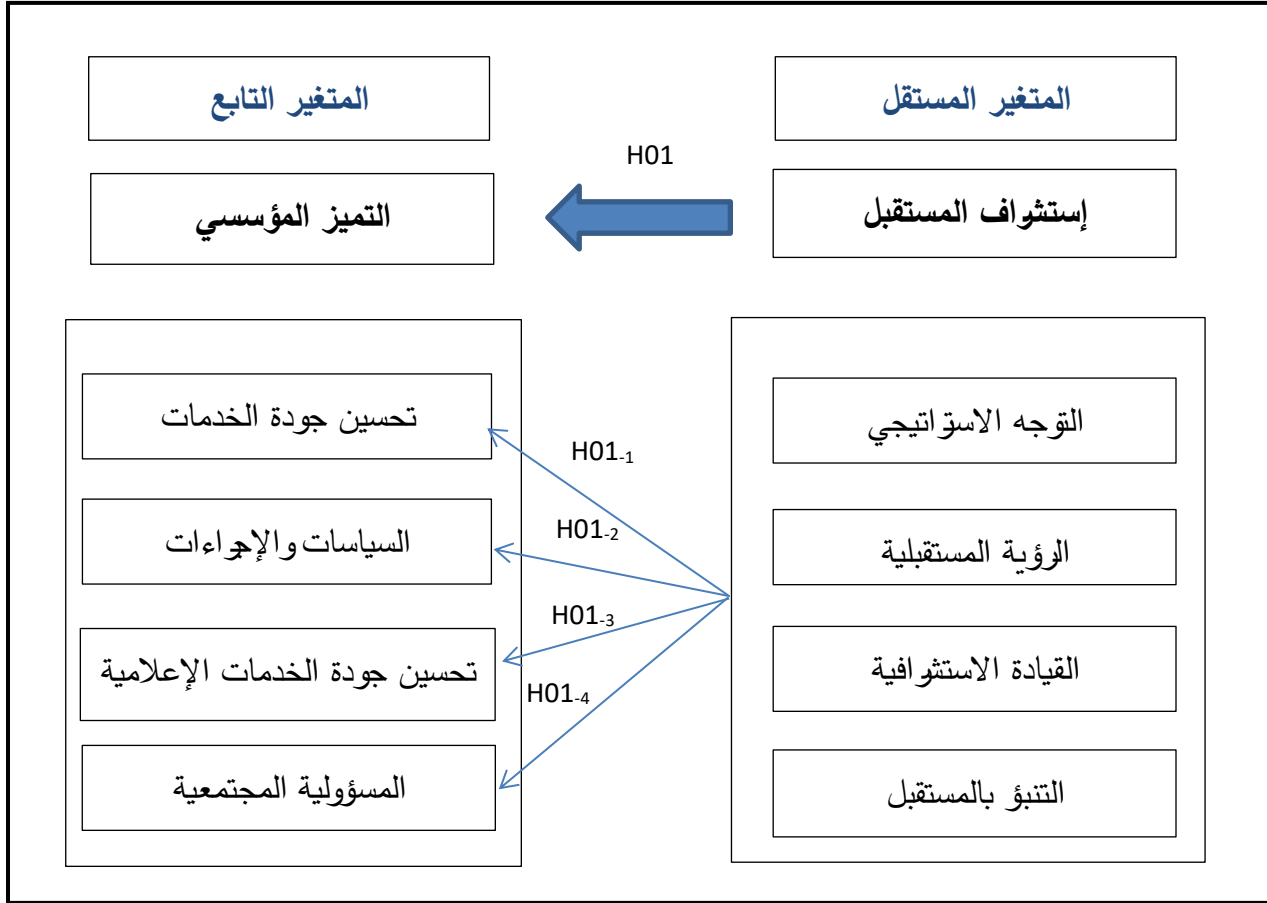 المتغير المستقل
المتغير التابع
H01
إستشراف المستقبل
التميز المؤسسي
التوجه الاستراتيجي
الرؤية المستقبلية
القيادة الاستشرافية
التنبؤ بالمستقبل
H01-1
H01-2
H01-3
H01-4
تحسين جودة الخدمات
السياسات والإجراءات
تحسين جودة الخدمات الإعلامية
المسؤولية المجتمعية